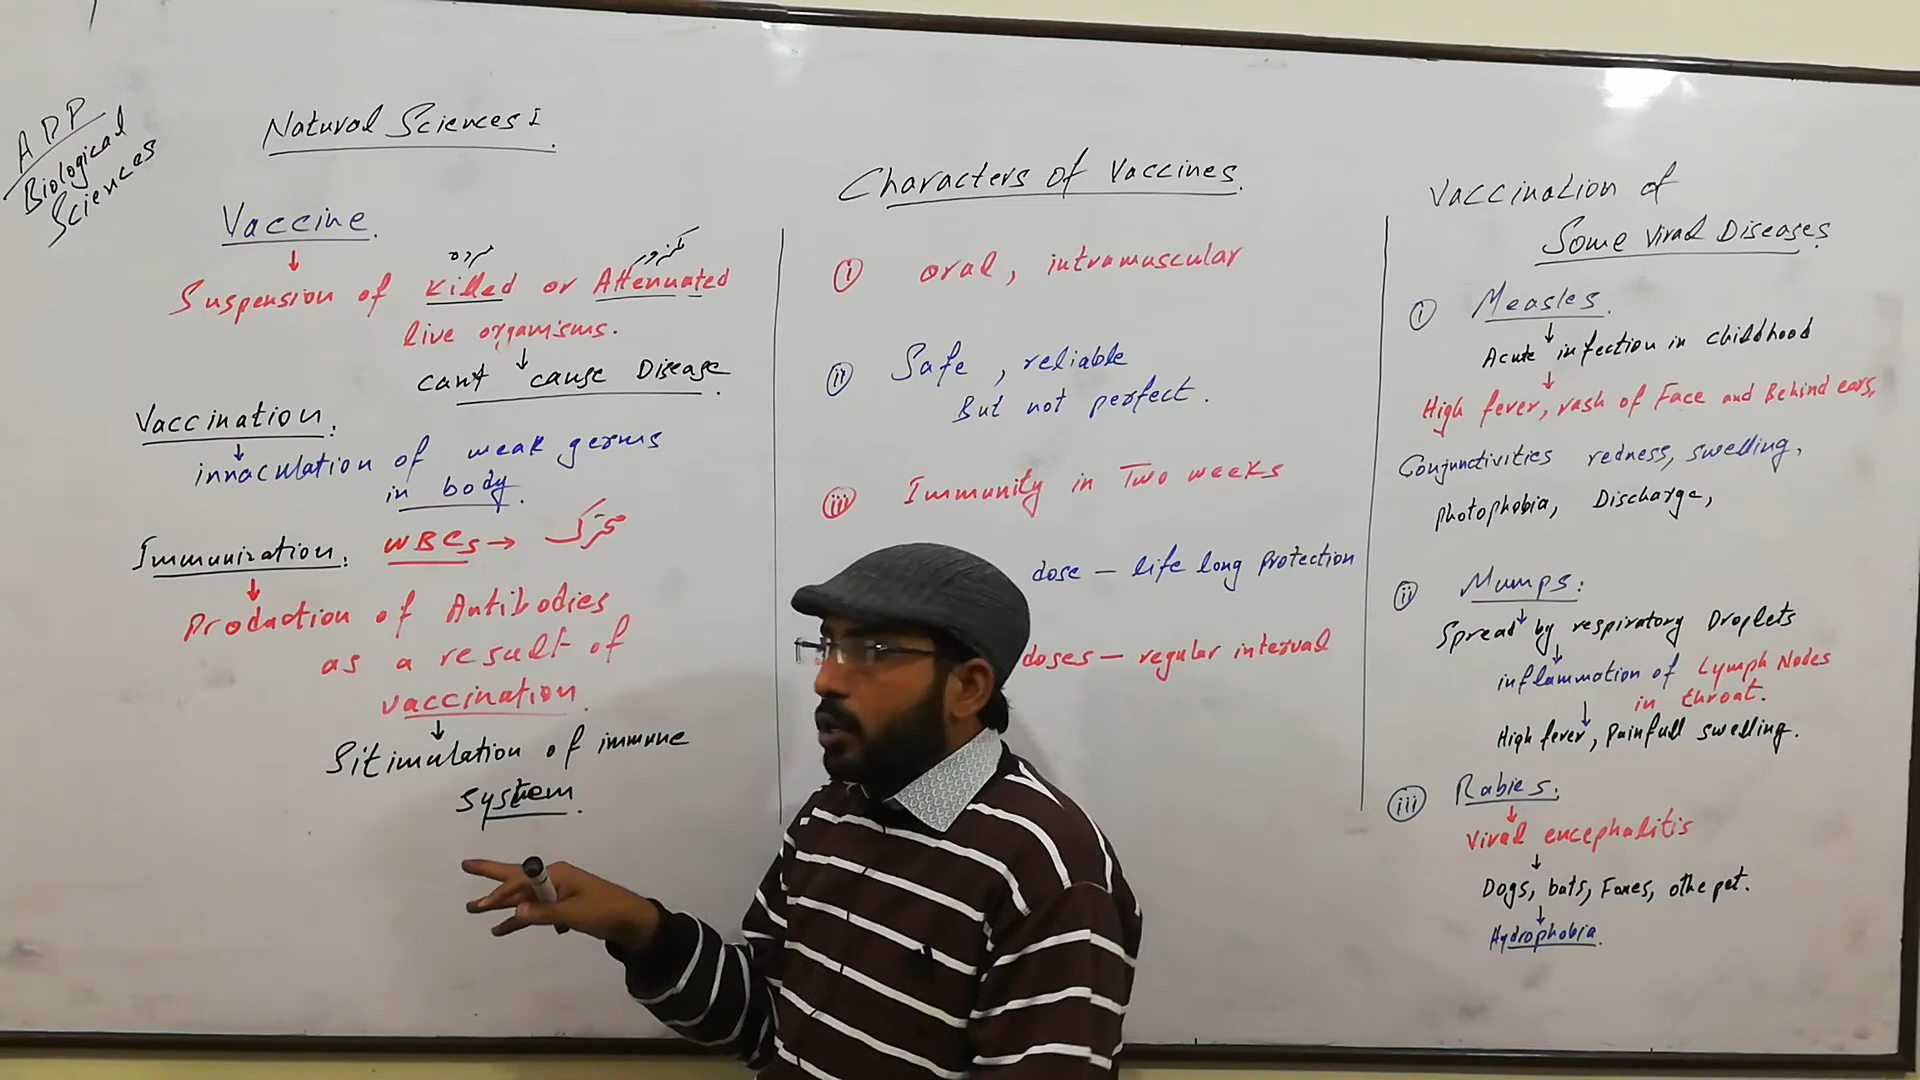 ADP
Biological
Sciences
Natural Sciences I
Vaccine.
مردہ کمزور
Suspension of killed or Attenuated
live organisms.
can't cause Disease
Vaccination:
innaculation of weak germs
in body.
Immunization: WBCs → متحرک
Production of Antibodies
as a result of
vaccination.
Sitimulation of immune
system.
Characters of Vaccines.
(i) oral, intramuscular
(ii) Safe, reliable
But not perfect.
(iii) Immunity in Two weeks
dose — life long protection
doses — regular interval
Vaccination of
Some Viral Diseases
(i) Measles.
Acute infection in childhood
High fever, rash of Face and Behind ears,
Conjunctivities redness, swelling,
photophobia, Discharge,
(ii) Mumps:
Spread by respiratory Droplets
inflammation of Lymph Nodes
in throat.
High fever, painfull swelling.
(iii) Rabies.
Viral encephalitis
Dogs, bats, Foxes, othe pet.
Hydrophobia.